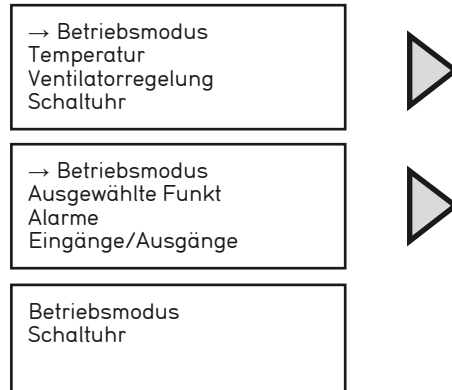 → Betriebsmodus
Temperatur
Ventilatorregelung
Schaltuhr
→ Betriebsmodus
Ausgewählte Funkt
Alarme
Eingänge/Ausgänge
Betriebsmodus
Schaltuhr